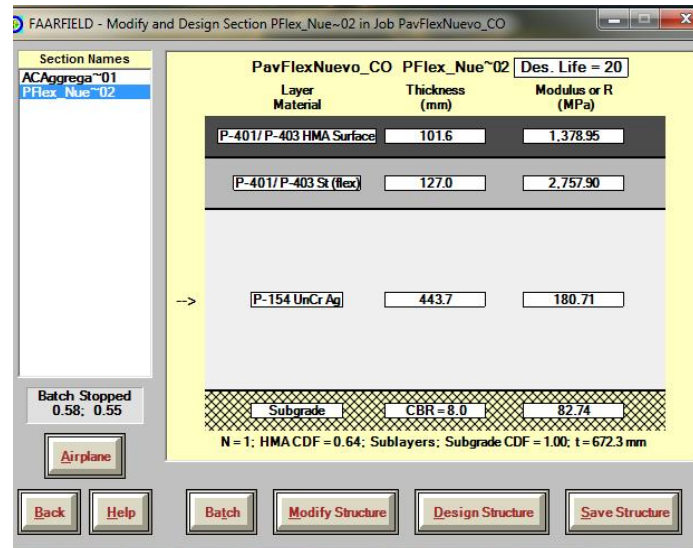 FAARFIELD - Modify and Design Section PFlex_Nue~02 in Job PavFlexNuevo_CO
Section Names
ACAggrega~01
PFlex_Nue~02
PavFlexNuevo_CO PFlex_Nue~02 Des. Life = 20
Layer Material Thickness (mm) Modulus or R (MPa)
P-401/ P-403 HMA Surface 101.6 1,378.95
P-401/ P-403 St (flex) 127.0 2,757.90
--> P-154 UnCr Ag 443.7 180.71
Subgrade CBR = 8.0 82.74
N = 1; HMA CDF = 0.64; Sublayers; Subgrade CDF = 1.00; t = 672.3 mm
Batch Stopped
0.58; 0.55
Airplane
Back Help Batch Modify Structure Design Structure Save Structure